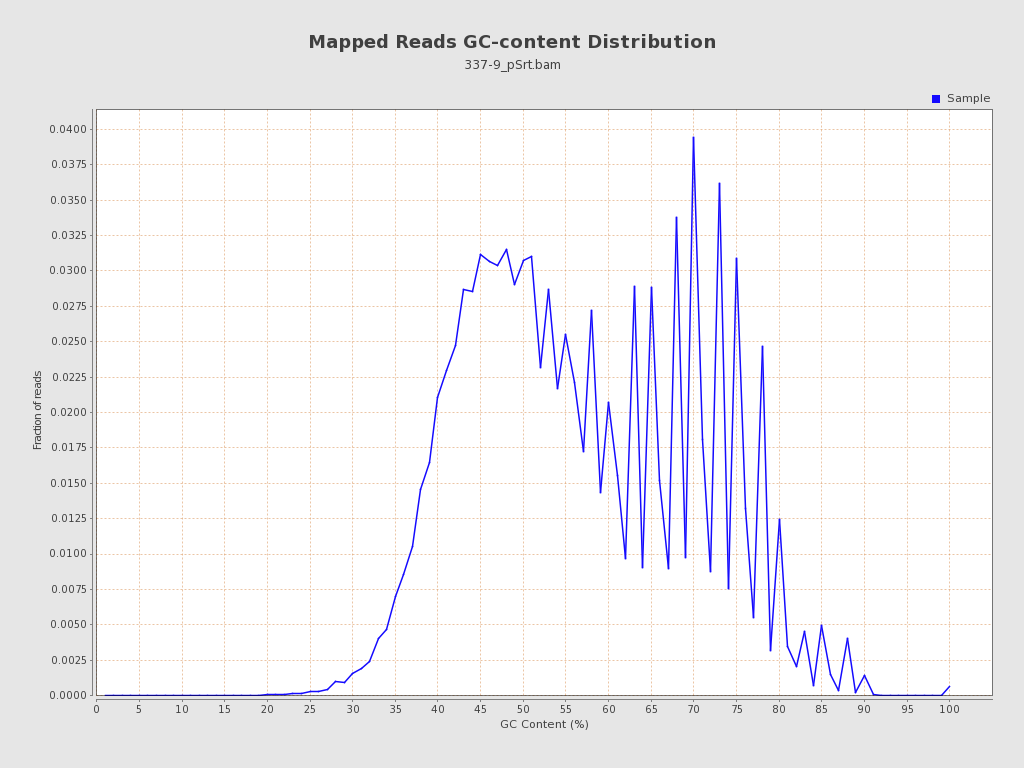 Mapped Reads GC-content Distribution
337-9_pSrt.bam
Sample
0.0400
0.0375
0.0350
0.0325
0.0300
0.0275
0.0250
0.0225
0.0200
0.0175
0.0150
0.0125
0.0100
0.0075
0.0050
0.0025
0.0000
Fraction of reads
0 5 10 15 20 25 30 35 40 45 50 55 60 65 70 75 80 85 90 95 100
GC Content (%)